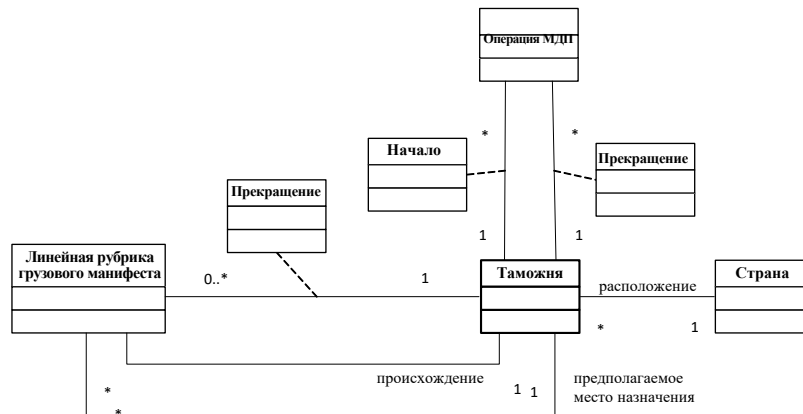 Операция МДП
* *
Начало
Прекращение
Прекращение
1 1
Линейная рубрика
грузового манифеста
0..*
1
Таможня
расположение
Страна
* 1
происхождение
1 1
предполагаемое
место назначения
*
*